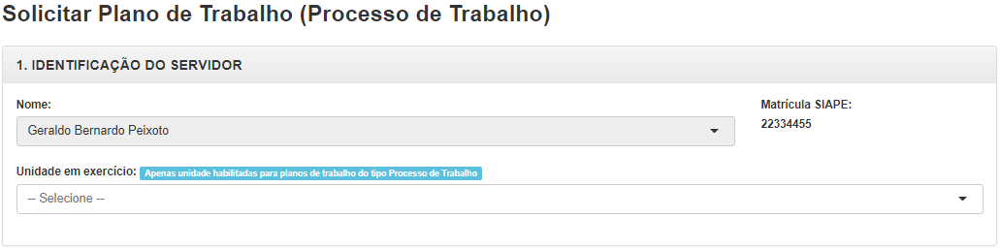 Solicitar Plano de Trabalho (Processo de Trabalho)
1. IDENTIFICAÇÃO DO SERVIDOR
Nome:
Geraldo Bernardo Peixoto
Matrícula SIAPE:
22334455
Unidade em exercício: Apenas unidade habilitadas para planos de trabalho do tipo Processo de Trabalho
-- Selecione --